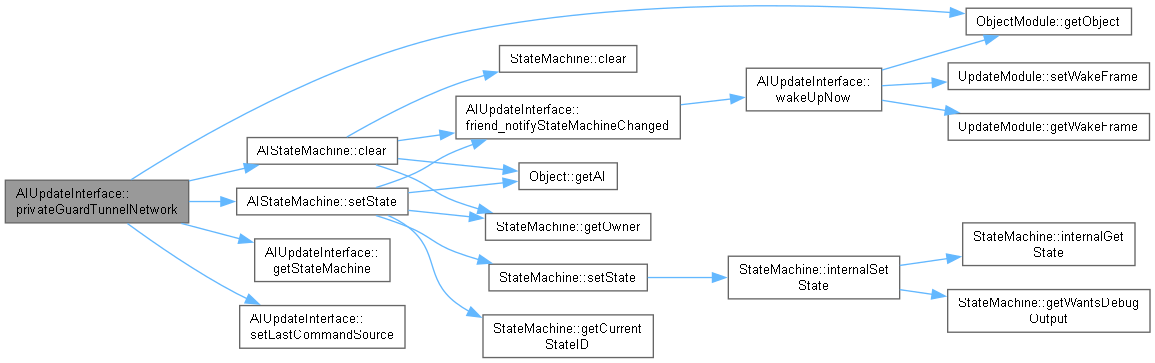 AIUpdateInterface::
privateGuardTunnelNetwork
AIStateMachine::clear
AIStateMachine::setState
AIUpdateInterface::
getStateMachine
AIUpdateInterface::
setLastCommandSource
StateMachine::clear
AIUpdateInterface::
friend_notifyStateMachineChanged
Object::getAI
StateMachine::getOwner
StateMachine::setState
StateMachine::getCurrent
StateID
AIUpdateInterface::
wakeUpNow
StateMachine::internalSet
State
ObjectModule::getObject
UpdateModule::setWakeFrame
UpdateModule::getWakeFrame
StateMachine::internalGet
State
StateMachine::getWantsDebug
Output